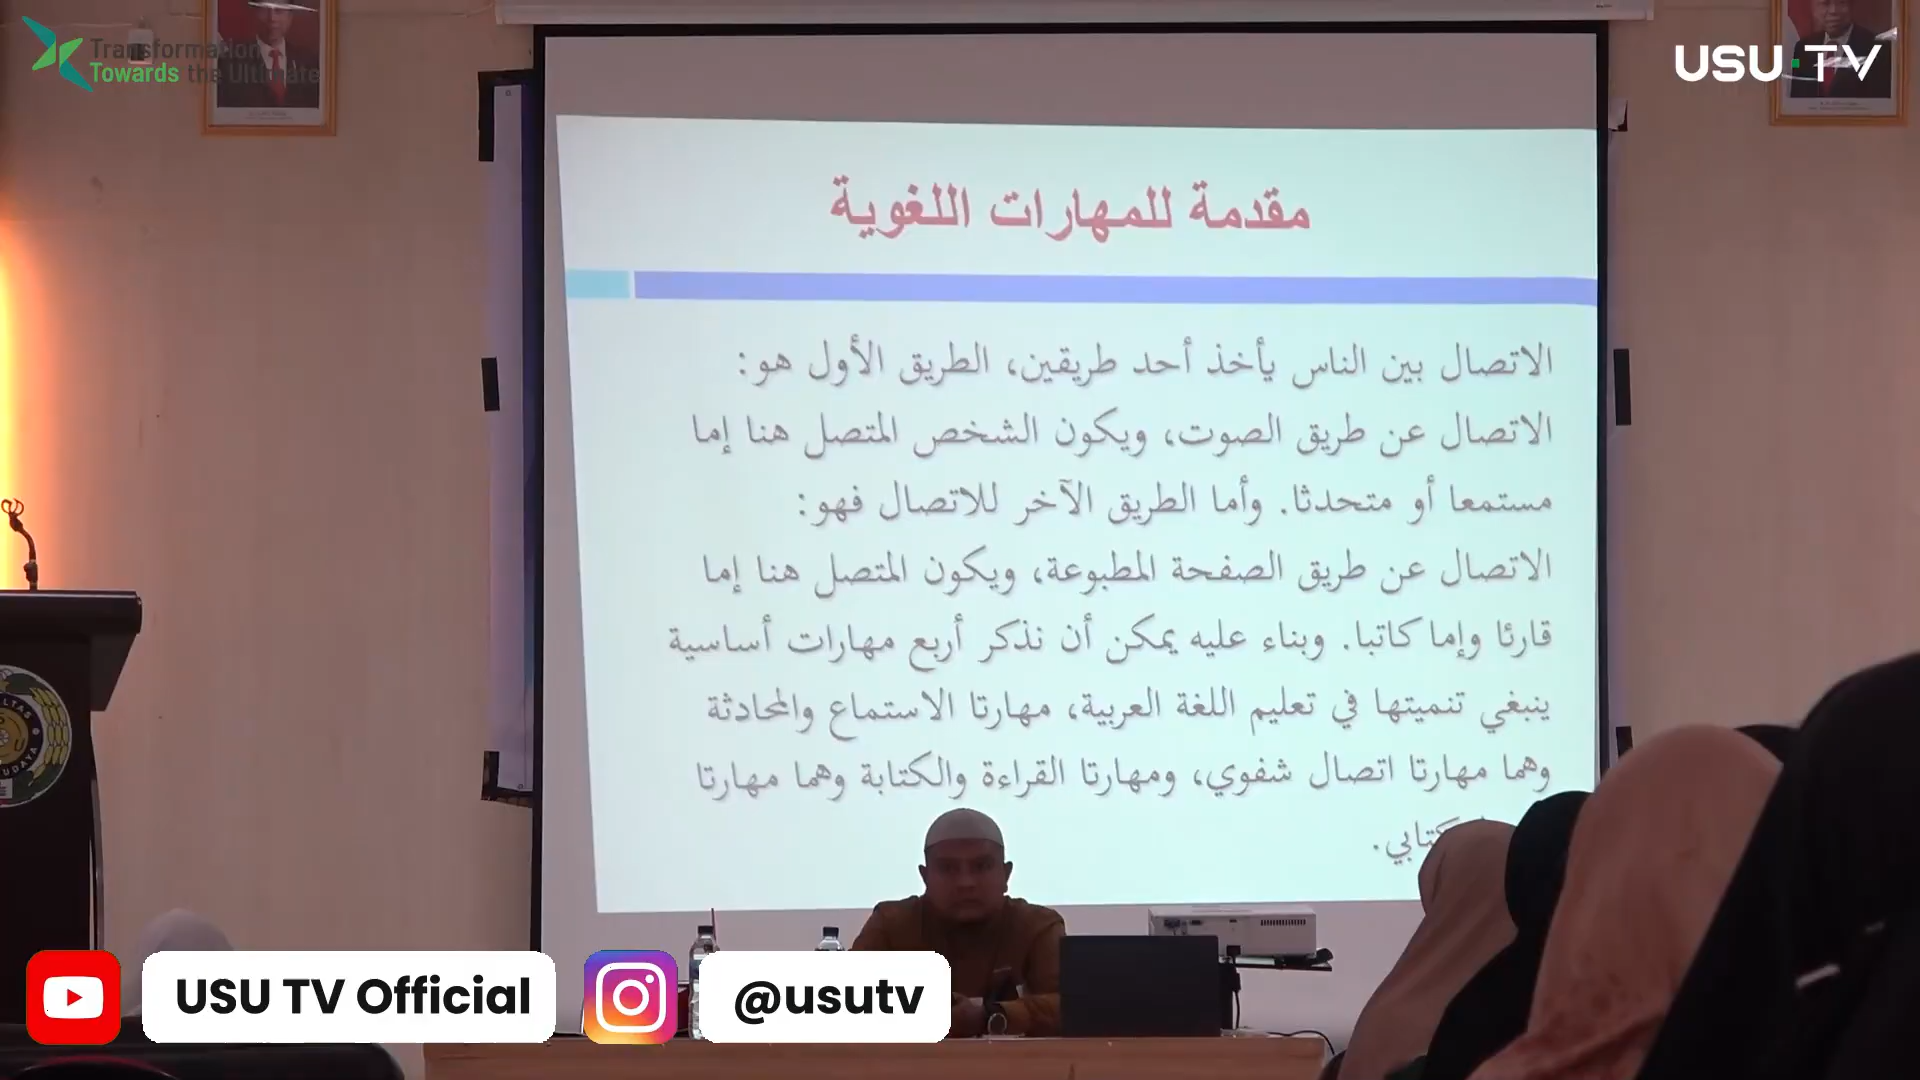 Transformation
Towards the Ultimate
USU TV
مقدمة للمهارات اللغوية
الاتصال بين الناس يأخذ أحد طريقين، الطريق الأول هو:
الاتصال عن طريق الصوت، ويكون الشخص المتصل هنا إما
مستمعا أو متحدثا. وأما الطريق الآخر للاتصال فهو:
الاتصال عن طريق الصفحة المطبوعة، ويكون المتصل هنا إما
قارئا وإما كاتبا. وبناء عليه يمكن أن نذكر أربع مهارات أساسية
ينبغي تنميتها في تعليم اللغة العربية، مهارتا الاستماع والمحادثة
وهما مهارتا اتصال شفوي، ومهارتا القراءة والكتابة وهما مهارتا
كتابي.
USU TV Official
@usutv